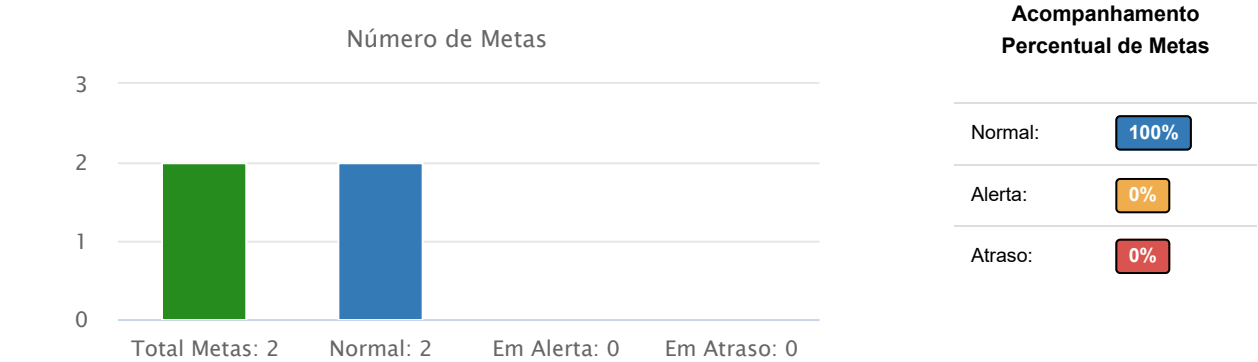 Número de Metas
3
2
1
0
Total Metas: 2
Normal: 2
Em Alerta: 0
Em Atraso: 0
Acompanhamento
Percentual de Metas
Normal: 100%
Alerta: 0%
Atraso: 0%